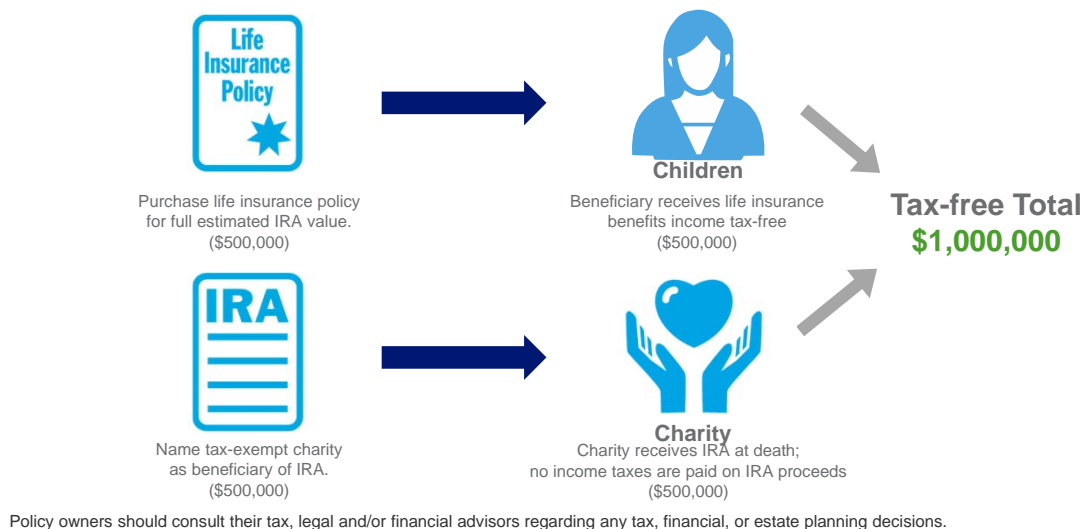 Life
Insurance
Policy
Children
Purchase life insurance policy
for full estimated IRA value.
($500,000)
Beneficiary receives life insurance
benefits income tax-free
($500,000)
Tax-free Total
$1,000,000
IRA
Charity
Name tax-exempt charity
as beneficiary of IRA.
($500,000)
Charity receives IRA at death;
no income taxes are paid on IRA proceeds
($500,000)
Policy owners should consult their tax, legal and/or financial advisors regarding any tax, financial, or estate planning decisions.